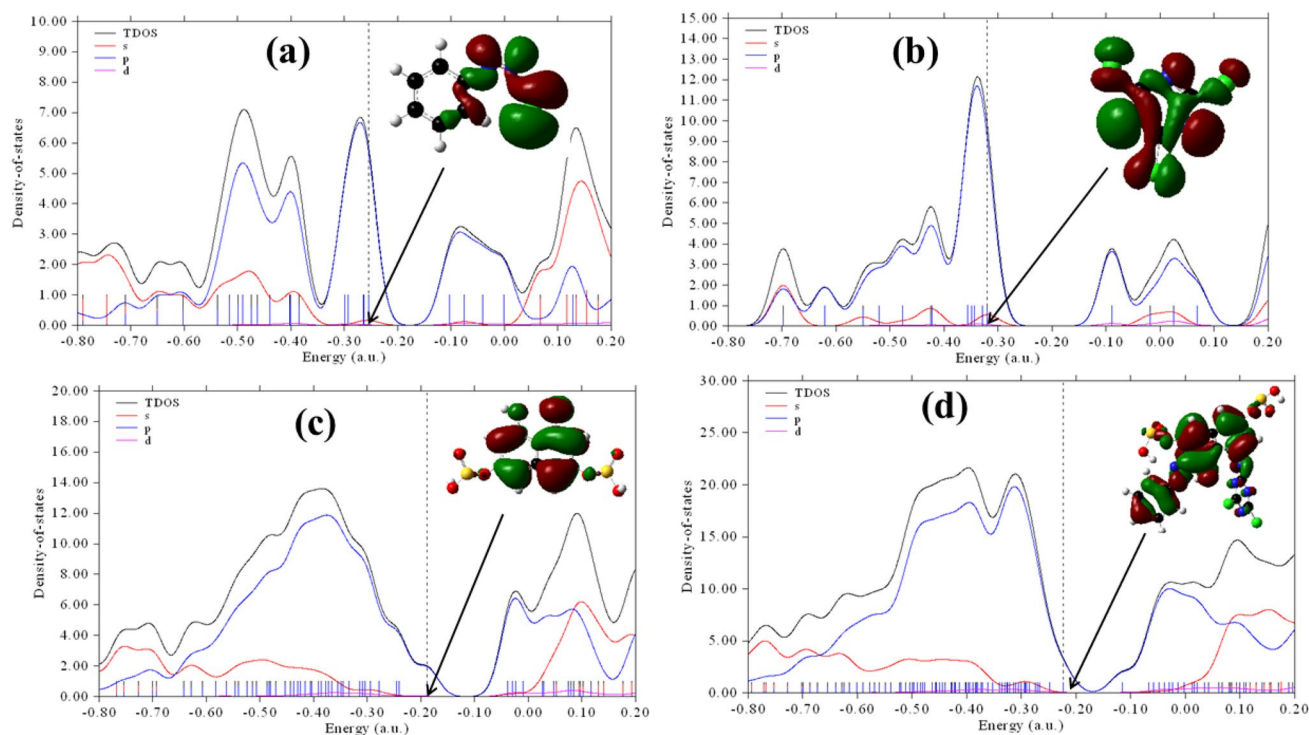 10.00
9.00
8.00
7.00
6.00
5.00
4.00
3.00
2.00
1.00
0.00
Density-of-states
TDOS
s
p
d
(a)
-0.80 -0.70 -0.60 -0.50 -0.40 -0.30 -0.20 -0.10 0.00 0.10 0.20
Energy (a.u.)
15.00
14.00
13.00
12.00
11.00
10.00
9.00
8.00
7.00
6.00
5.00
4.00
3.00
2.00
1.00
0.00
Density-of-states
TDOS
s
p
d
(b)
-0.80 -0.70 -0.60 -0.50 -0.40 -0.30 -0.20 -0.10 0.00 0.10 0.20
Energy (a.u.)
20.00
18.00
16.00
14.00
12.00
10.00
8.00
6.00
4.00
2.00
0.00
Density-of-states
TDOS
s
p
d
(c)
-0.80 -0.70 -0.60 -0.50 -0.40 -0.30 -0.20 -0.10 0.00 0.10 0.20
Energy (a.u.)
30.00
25.00
20.00
15.00
10.00
5.00
0.00
Density-of-states
TDOS
s
p
d
(d)
-0.80 -0.70 -0.60 -0.50 -0.40 -0.30 -0.20 -0.10 0.00 0.10 0.20
Energy (a.u.)